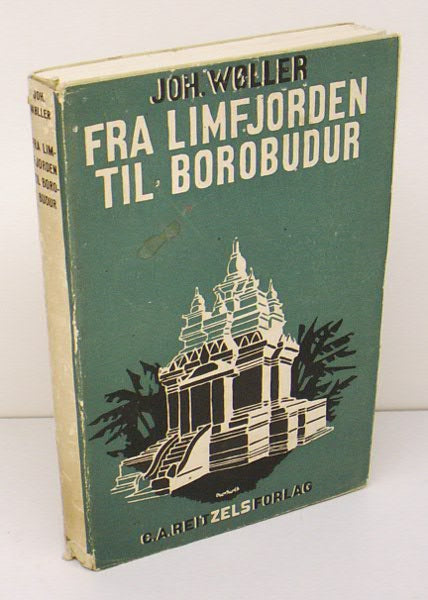 JOH. WØLLER
FRA LIMFJORDEN
TIL BOROBUDUR
C.A. REITZELS FORLAG
JOH.
WØLLER
FRA LIM-
FJORDEN
TIL BORO-
BUDUR